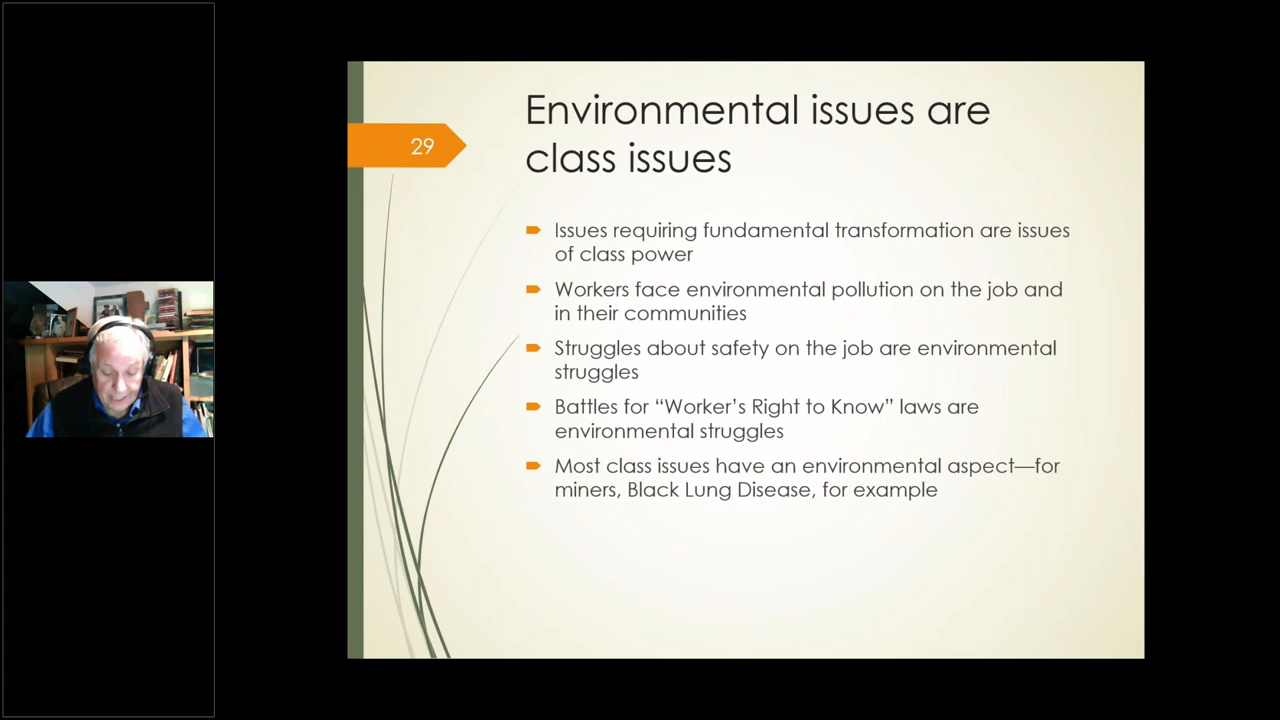 Environmental issues are
class issues
29
Issues requiring fundamental transformation are issues
of class power
Workers face environmental pollution on the job and
in their communities
Struggles about safety on the job are environmental
struggles
Battles for “Worker’s Right to Know” laws are
environmental struggles
Most class issues have an environmental aspect—for
miners, Black Lung Disease, for example